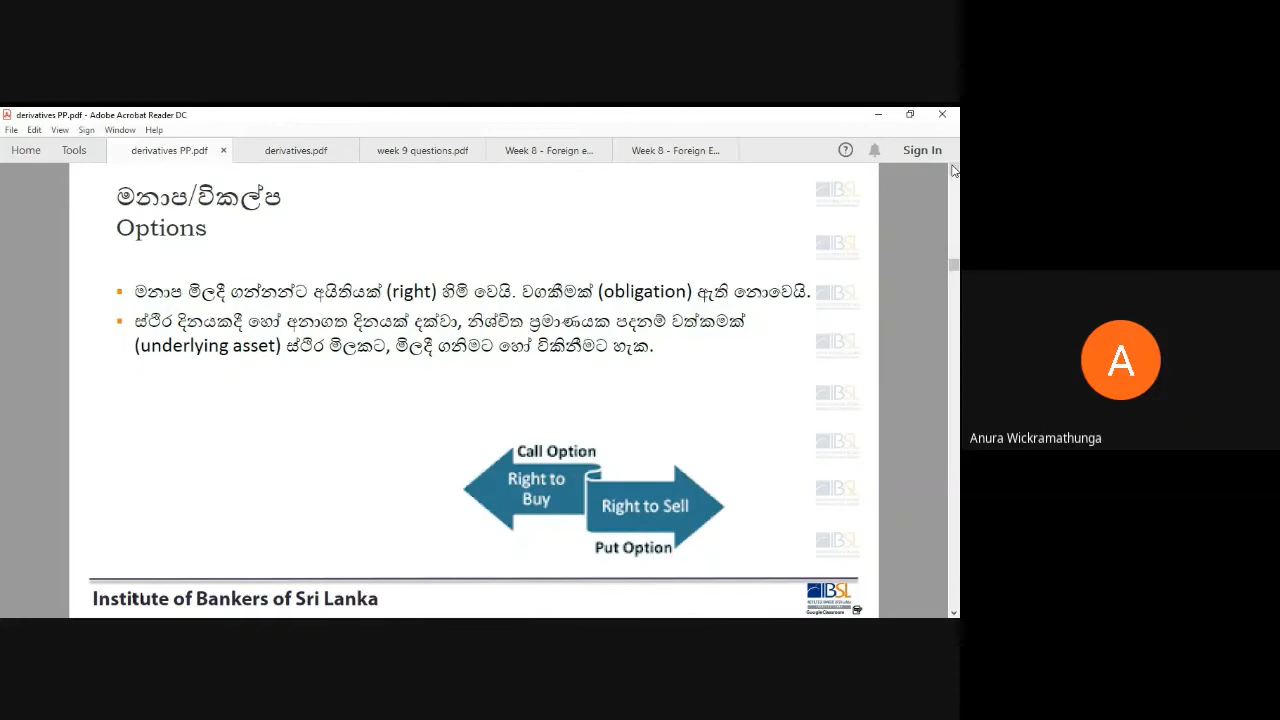 derivatives PP.pdf - Adobe Acrobat Reader DC
File Edit View Sign Window Help
Home Tools derivatives PP.pdf × derivatives.pdf week 9 questions.pdf Week 8 - Foreign e... Week 8 - Foreign E... Sign In
මනාප/විකල්ප
Options
මනාප මිලදී ගන්නන්ට අයිතියක් (right) හිමි වෙයි. වගකීමක් (obligation) ඇති නොවෙයි.
ස්ථිර දිනයකදී හෝ අනාගත දිනයක් දක්වා, නිශ්චිත ප්‍රමාණයක පදනම් වත්කමක්
(underlying asset) ස්ථිර මිලකට, මිලදී ගනිමට හෝ විකිනීමට හැක.
Call Option
Right to
Buy
Right to Sell
Put Option
Institute of Bankers of Sri Lanka
IBSL
A
Anura Wickramathunga